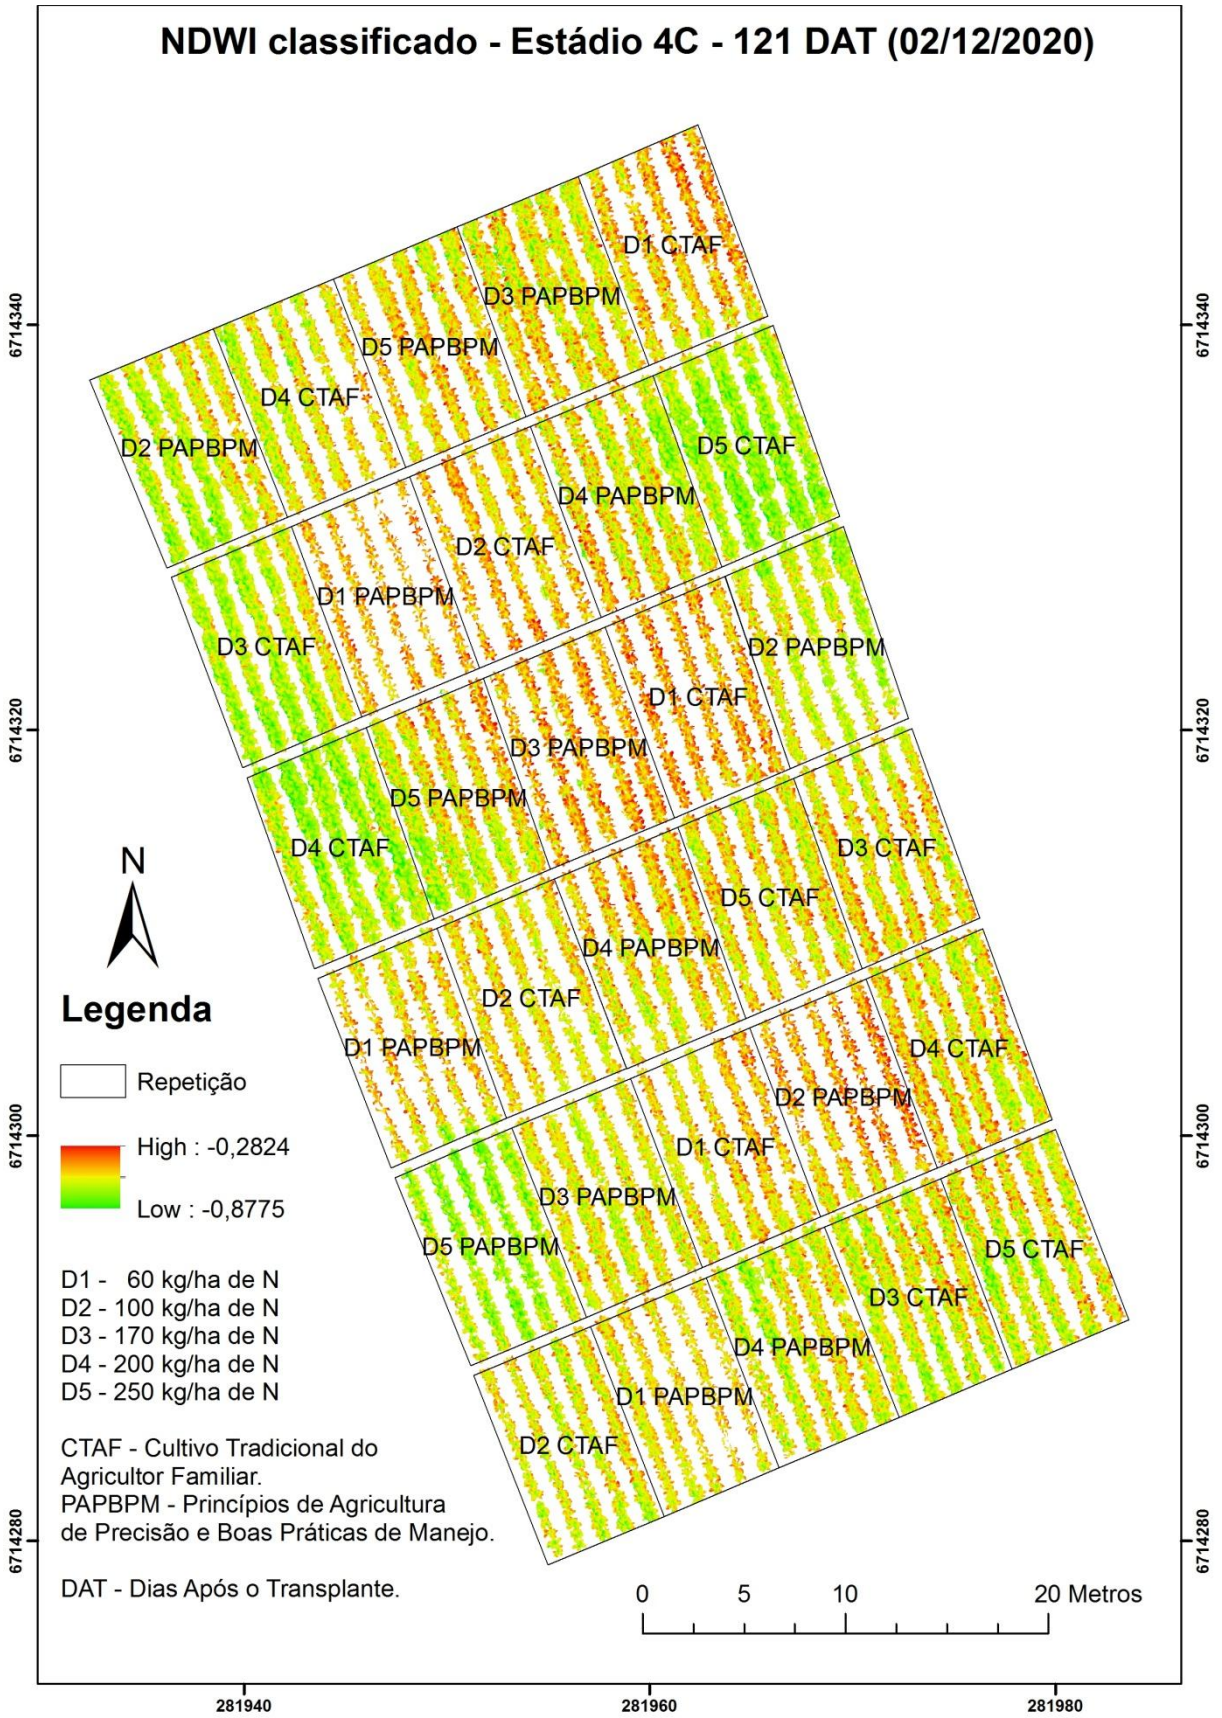 NDWI classificado - Estádio 4C - 121 DAT (02/12/2020)
D1 CTAF
D3 PAPBPM
D5 PAPBPM
D4 CTAF
D2 PAPBPM
D5 CTAF
D4 PAPBPM
D2 CTAF
D1 PAPBPM
D3 CTAF
D2 PAPBPM
D1 CTAF
D3 PAPBPM
D5 PAPBPM
D4 CTAF
D3 CTAF
D5 CTAF
D4 PAPBPM
D2 CTAF
D1 PAPBPM
D4 CTAF
D2 PAPBPM
D1 CTAF
D3 PAPBPM
D5 PAPBPM
D5 CTAF
D3 CTAF
D4 PAPBPM
D1 PAPBPM
D2 CTAF
6714340
6714320
6714300
6714280
6714340
6714320
6714300
6714280
N
Legenda
Repetição
High : -0,2824
Low : -0,8775
D1 - 60 kg/ha de N
D2 - 100 kg/ha de N
D3 - 170 kg/ha de N
D4 - 200 kg/ha de N
D5 - 250 kg/ha de N
CTAF - Cultivo Tradicional do
Agricultor Familiar.
PAPBPM - Princípios de Agricultura
de Precisão e Boas Práticas de Manejo.
DAT - Dias Após o Transplante.
0 5 10 20 Metros
281940 281960 281980